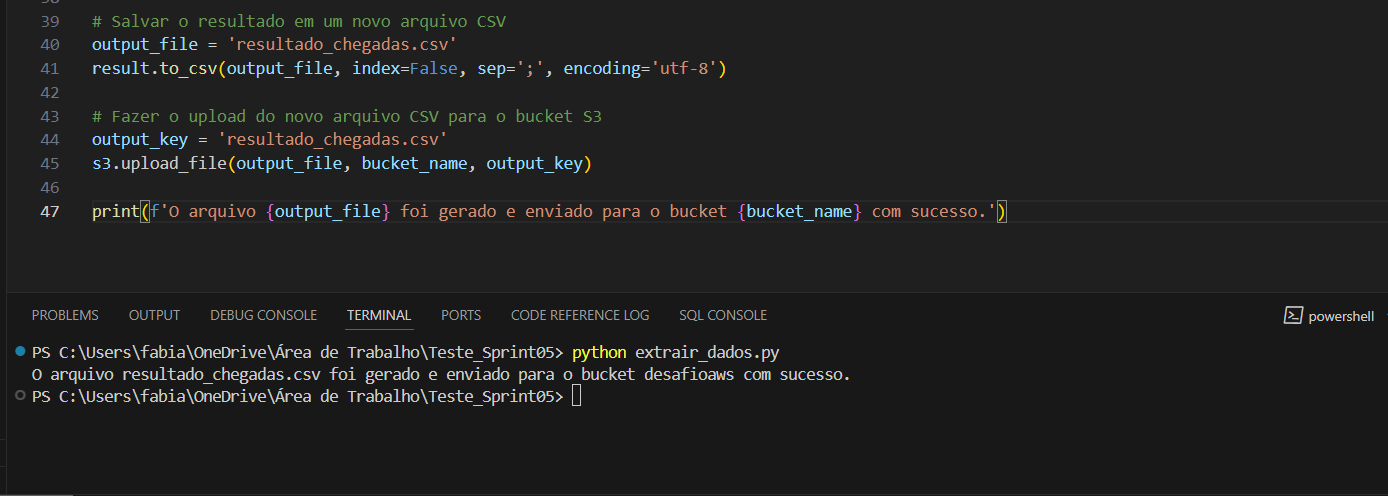 38
39 # Salvar o resultado em um novo arquivo CSV
40 output_file = 'resultado_chegadas.csv'
41 result.to_csv(output_file, index=False, sep=';', encoding='utf-8')
42
43 # Fazer o upload do novo arquivo CSV para o bucket S3
44 output_key = 'resultado_chegadas.csv'
45 s3.upload_file(output_file, bucket_name, output_key)
46
47 print(f'O arquivo {output_file} foi gerado e enviado para o bucket {bucket_name} com sucesso.')
PROBLEMS OUTPUT DEBUG CONSOLE TERMINAL PORTS CODE REFERENCE LOG SQL CONSOLE powershell
PS C:\Users\fabia\OneDrive\Área de Trabalho\Teste_Sprint05> python extrair_dados.py
O arquivo resultado_chegadas.csv foi gerado e enviado para o bucket desafioaws com sucesso.
PS C:\Users\fabia\OneDrive\Área de Trabalho\Teste_Sprint05>